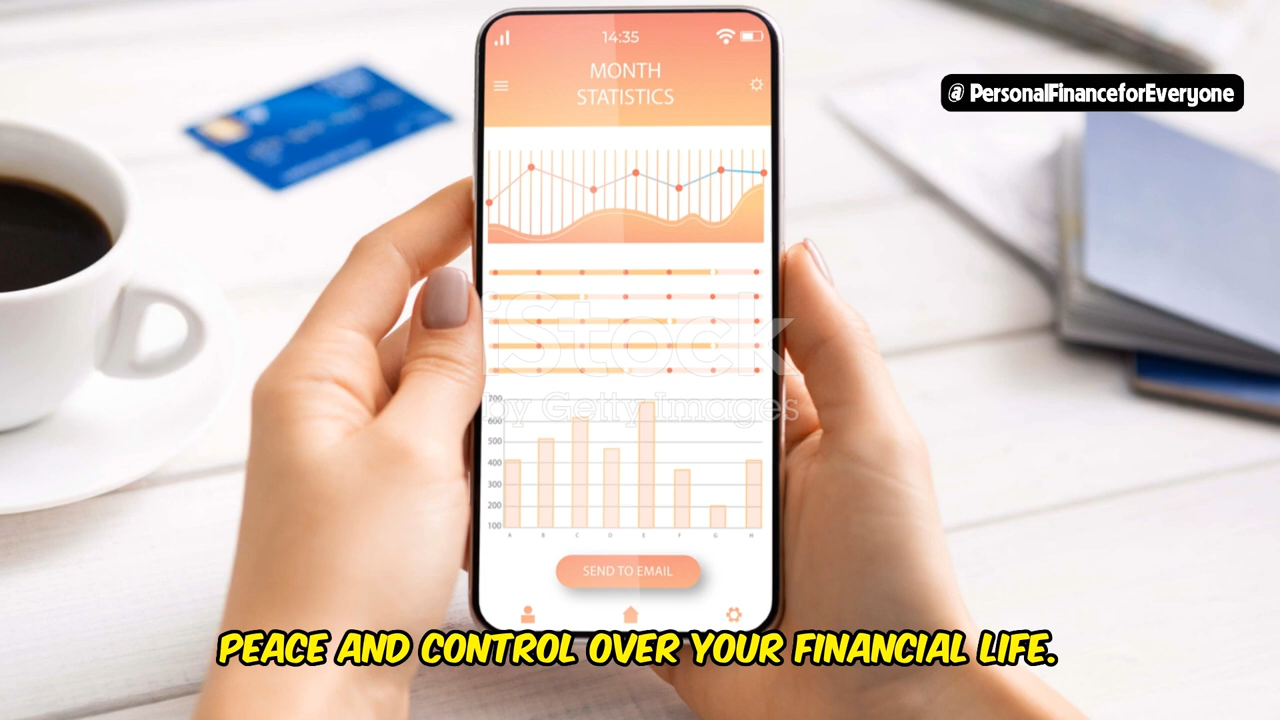 14:35
MONTH
STATISTICS
@ PersonalFinanceforEveryone
iStock
by Getty Images
700
600
500
400
300
200
100
A B C D E F G H
SEND TO EMAIL
PEACE AND CONTROL OVER YOUR FINANCIAL LIFE.